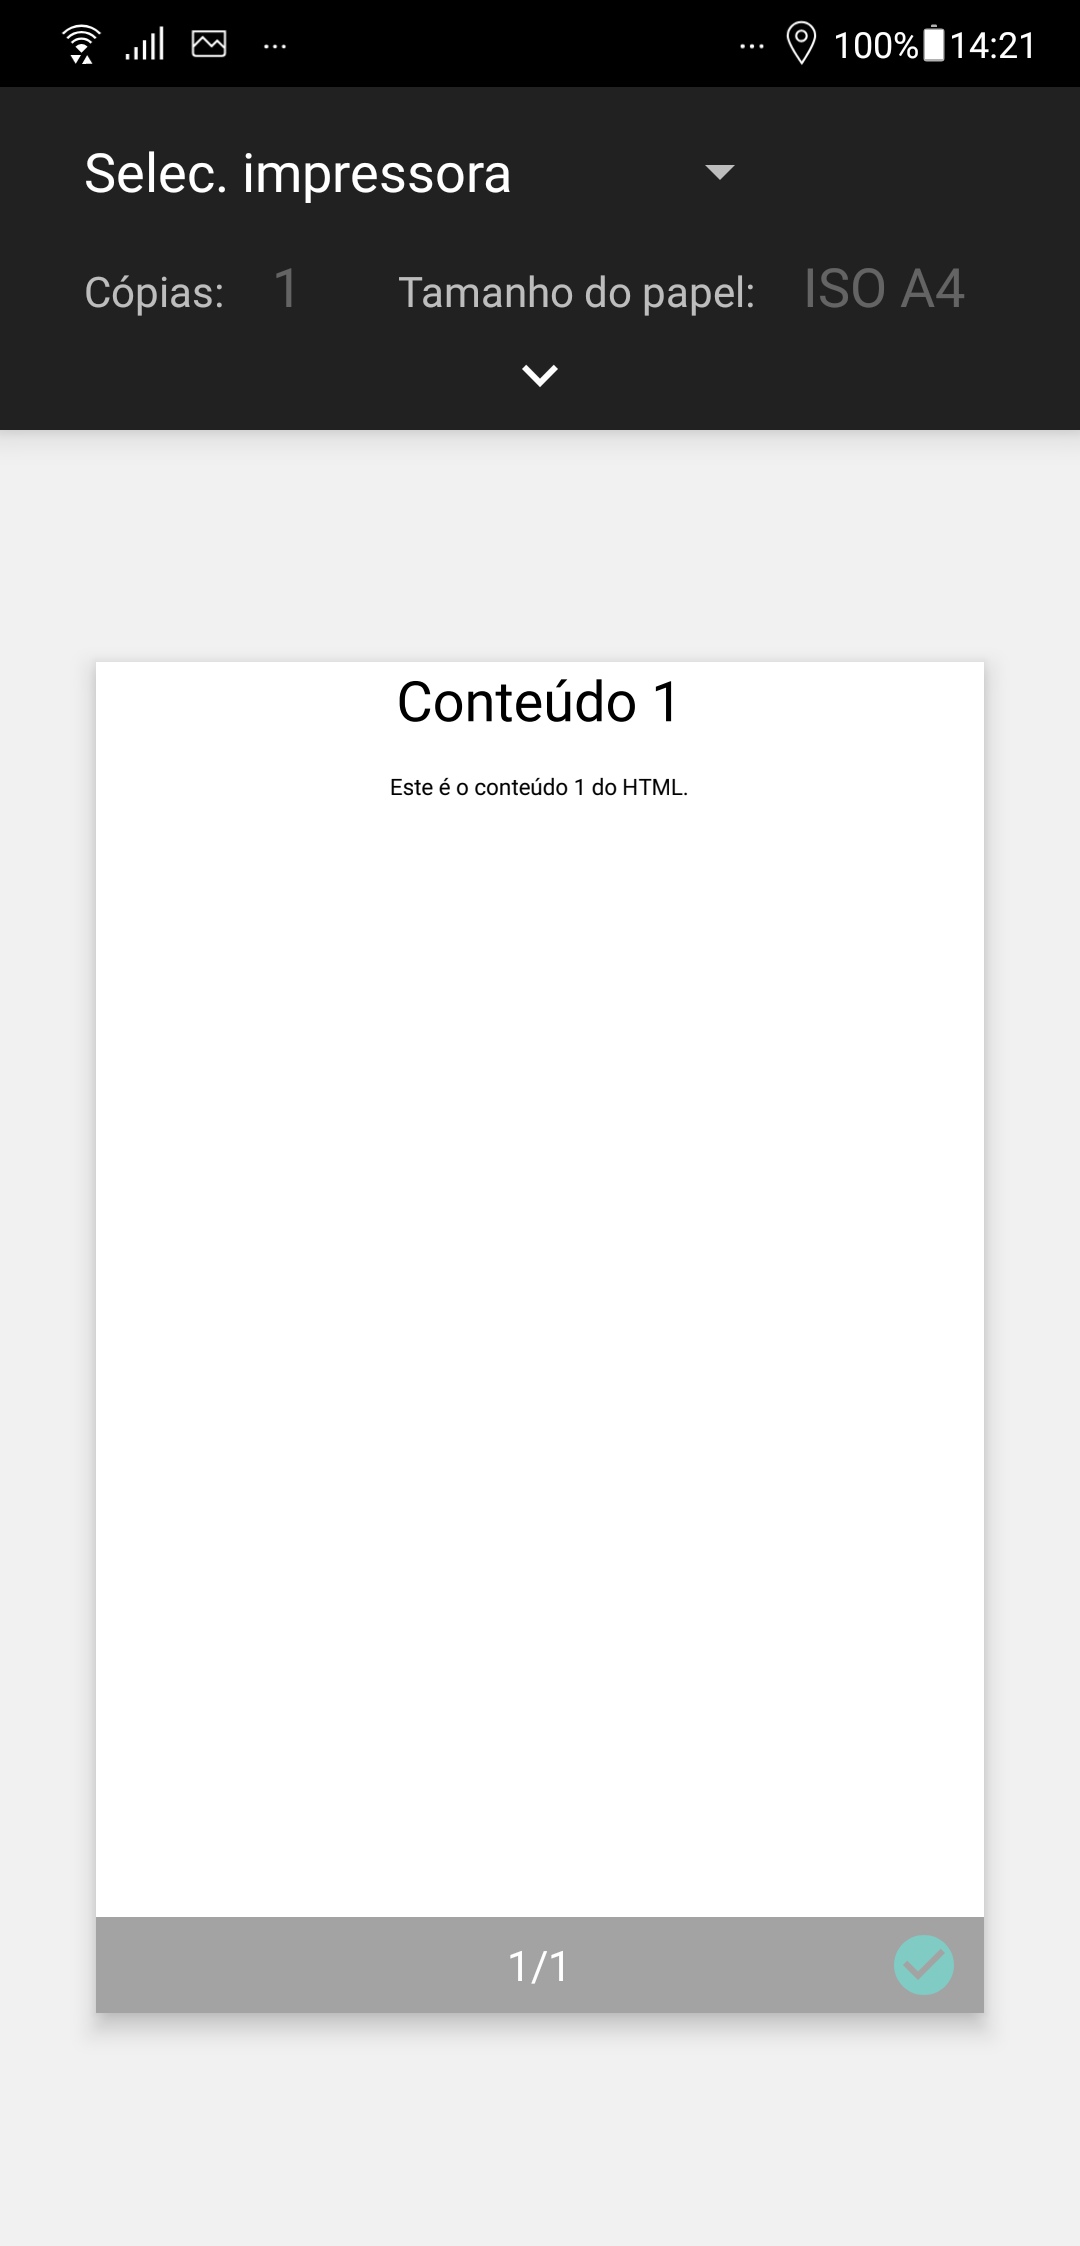 ... ... 100% 14:21
Selec. impressora
Cópias: 1 Tamanho do papel: ISO A4
Conteúdo 1
Este é o conteúdo 1 do HTML.
1/1